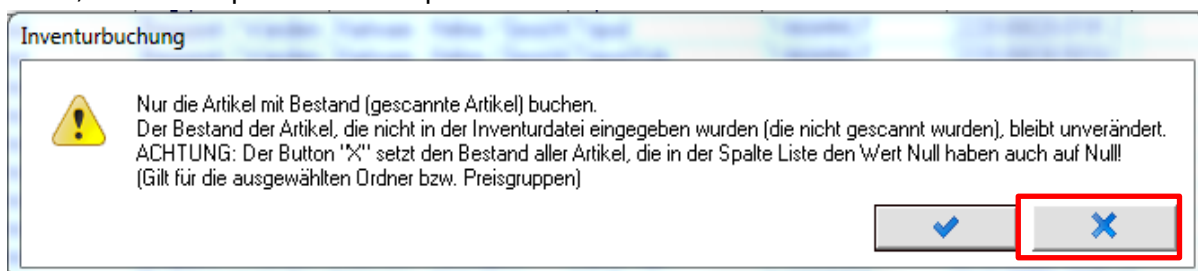 Inventurbuchung
Nur die Artikel mit Bestand (gescannte Artikel) buchen.
Der Bestand der Artikel, die nicht in der Inventurdatei eingegeben wurden (die nicht gescannt wurden), bleibt unverändert.
ACHTUNG: Der Button "X" setzt den Bestand aller Artikel, die in der Spalte Liste den Wert Null haben auch auf Null!
(Gilt für die ausgewählten Ordner bzw. Preisgruppen)